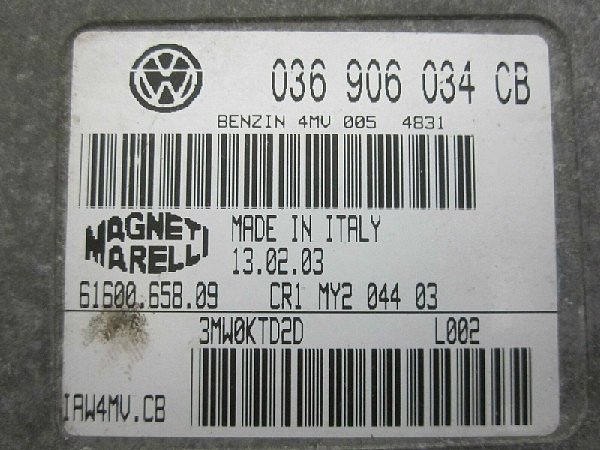 036 906 034 CB
BENZIN 4MV 005 4831
MAGNETI
MARELLI
MADE IN ITALY
13.02.03
61600.658.09 CR1 MY2 044 03
3MW0KTD2D L002
IAW4MV.CB